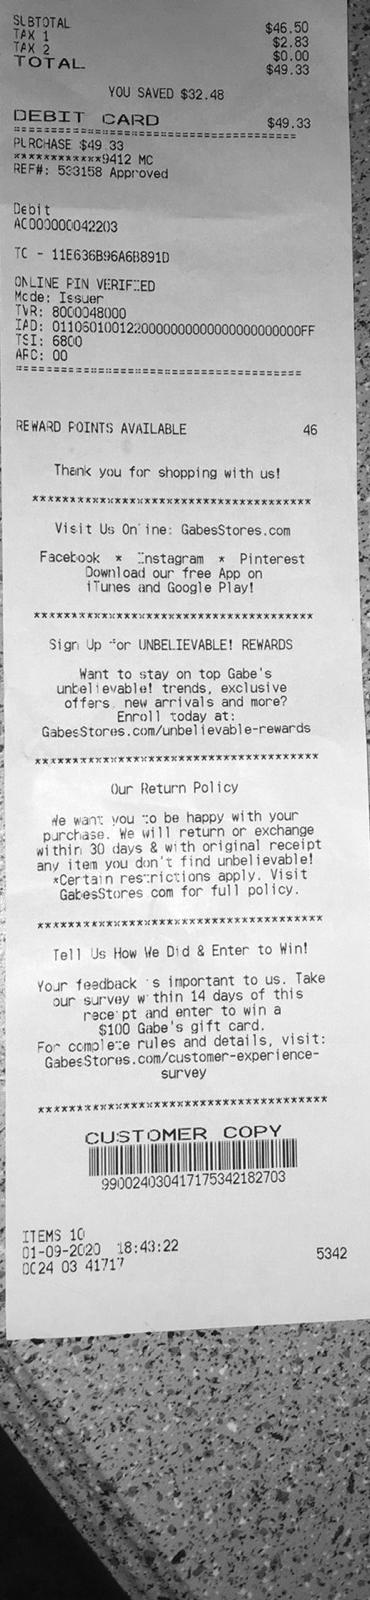 SUBTOTAL $46.50
TAX 1 $2.83
TAX 2 $0.00
TOTAL $49.33
YOU SAVED $32.48
DEBIT CARD $49.33
========================================
PURCHASE $49.33
************9412 MC
REF#: 533158 Approved
Debit
A0000000042203
TC - 11E636B96A6B891D
ONLINE PIN VERIFIED
Mode: Issuer
TVR: 8000048000
IAD: 0110601001220000000000000000000000FF
TSI: 6800
ARC: 00
========================================
REWARD POINTS AVAILABLE 46
Thank you for shopping with us!
****************************************
Visit Us Online: GabesStores.com
Facebook * Instagram * Pinterest
Download our free App on
iTunes and Google Play!
****************************************
Sign Up for UNBELIEVABLE! REWARDS
Want to stay on top Gabe's
unbelievable! trends, exclusive
offers, new arrivals and more?
Enroll today at:
GabesStores.com/unbelievable-rewards
****************************************
Our Return Policy
We want you to be happy with your
purchase. We will return or exchange
within 30 days & with original receipt
any item you don't find unbelievable!
*Certain restrictions apply. Visit
GabesStores.com for full policy.
****************************************
Tell Us How We Did & Enter to Win!
Your feedback is important to us. Take
our survey within 14 days of this
receipt and enter to win a
$100 Gabe's gift card.
For complete rules and details, visit:
GabesStores.com/customer-experience-
survey
****************************************
CUSTOMER COPY
990024030417175342182703
ITEMS 10
01-09-2020 18:43:22
0024 03 41717 5342